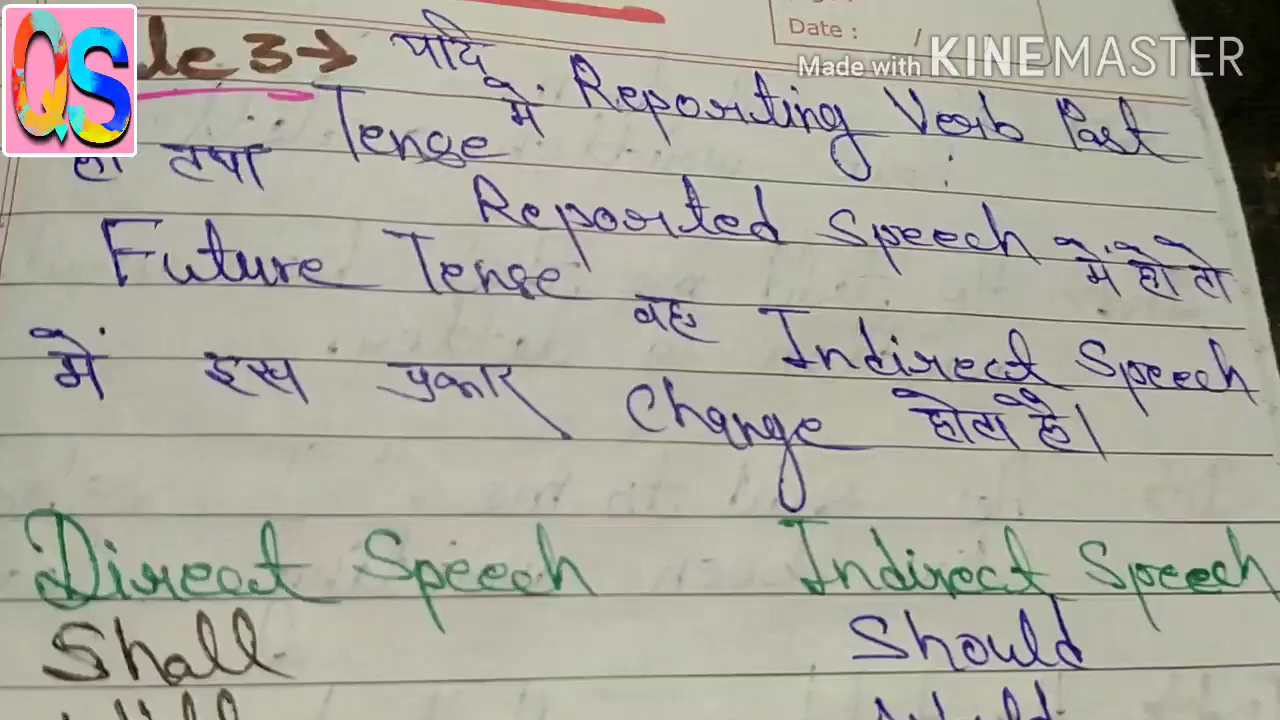 QS
Date : /
Made with KINEMASTER
le 3→ यदि Reporting Verb Past
Tense में
हो तथा Reported Speech
Future Tense में हो तो
वह Indirect Speech
में इस प्रकार Change होता है।
Direct Speech Indirect Speech
Shall Should